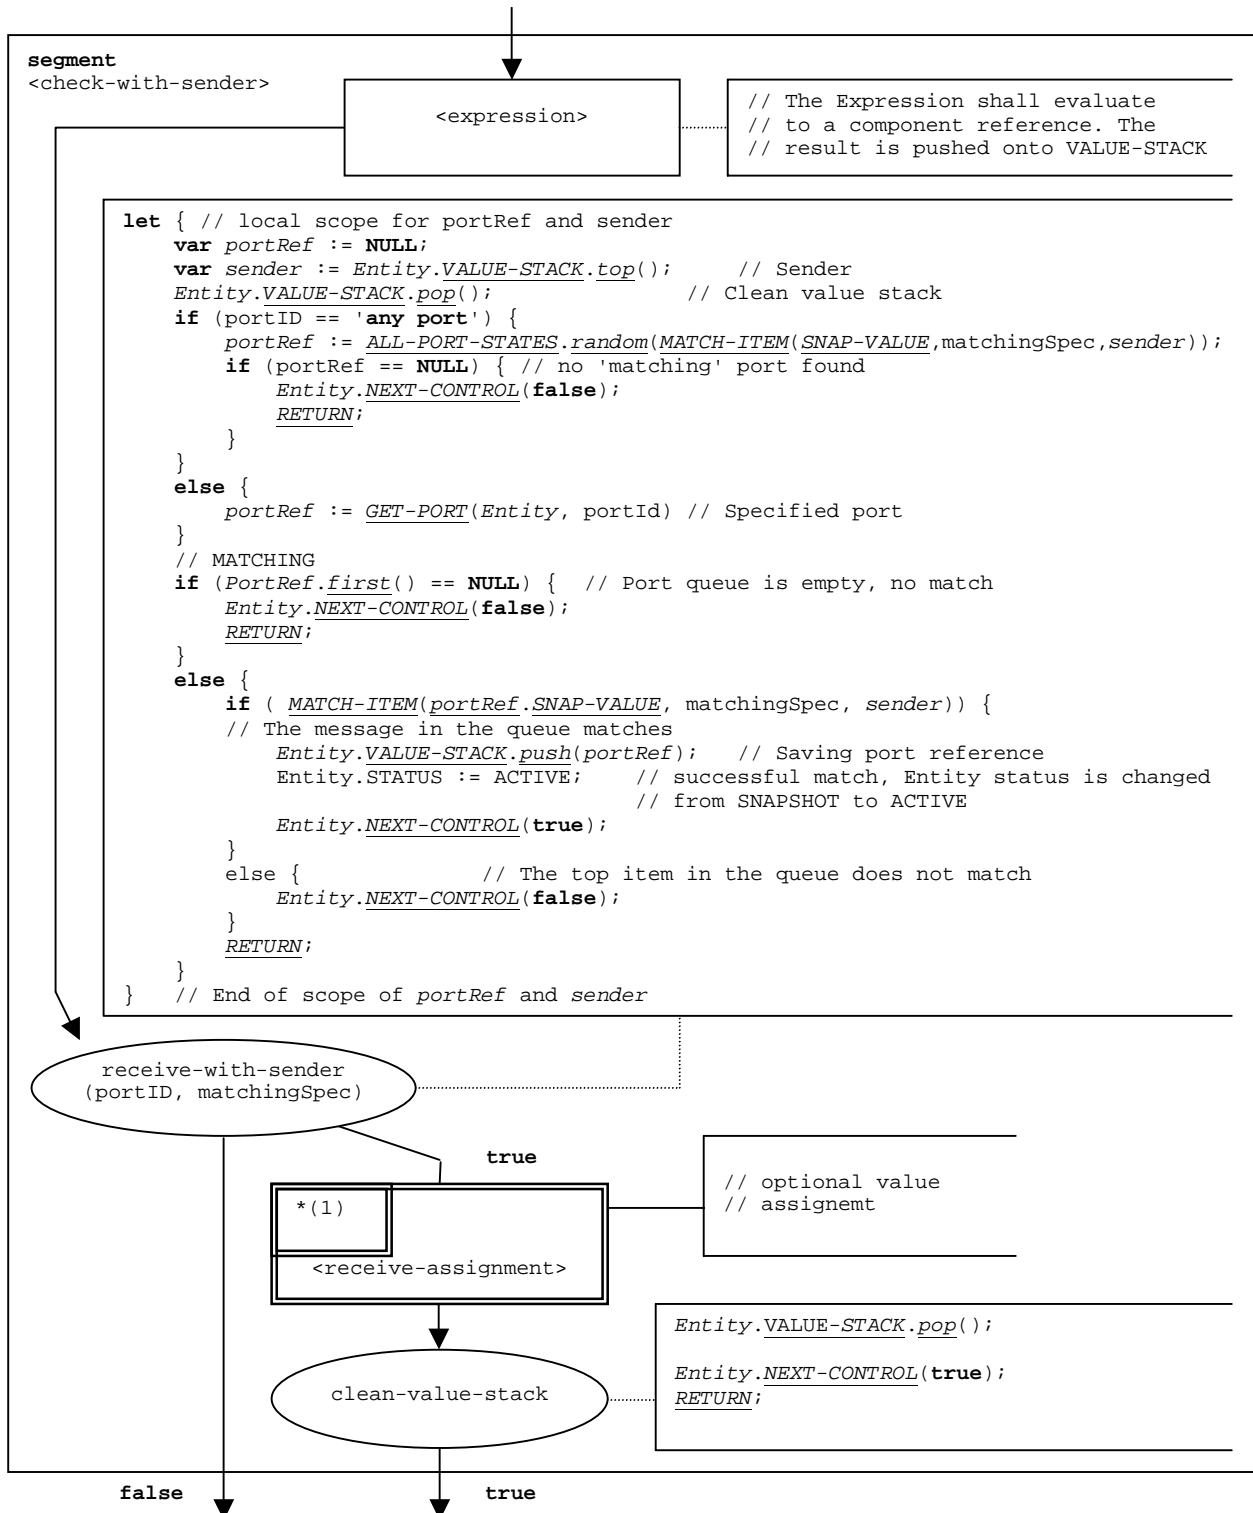 segment
<check-with-sender>
<expression>
// The Expression shall evaluate
// to a component reference. The
// result is pushed onto VALUE-STACK
let { // local scope for portRef and sender
var portRef := NULL;
var sender := Entity.VALUE-STACK.top(); // Sender
Entity.VALUE-STACK.pop(); // Clean value stack
if (portID == 'any port') {
portRef := ALL-PORT-STATES.random(MATCH-ITEM(SNAP-VALUE,matchingSpec,sender));
if (portRef == NULL) { // no 'matching' port found
Entity.NEXT-CONTROL(false);
RETURN;
}
}
else {
portRef := GET-PORT(Entity, portId) // Specified port
}
// MATCHING
if (PortRef.first() == NULL) { // Port queue is empty, no match
Entity.NEXT-CONTROL(false);
RETURN;
}
else {
if ( MATCH-ITEM(portRef.SNAP-VALUE, matchingSpec, sender)) {
// The message in the queue matches
Entity.VALUE-STACK.push(portRef); // Saving port reference
Entity.STATUS := ACTIVE; // successful match, Entity status is changed
// from SNAPSHOT to ACTIVE
Entity.NEXT-CONTROL(true);
}
else { // The top item in the queue does not match
Entity.NEXT-CONTROL(false);
}
RETURN;
}
} // End of scope of portRef and sender
receive-with-sender
(portID, matchingSpec)
true
*(1)
<receive-assignment>
// optional value
// assignemt
clean-value-stack
Entity.VALUE-STACK.pop();
Entity.NEXT-CONTROL(true);
RETURN;
false
true